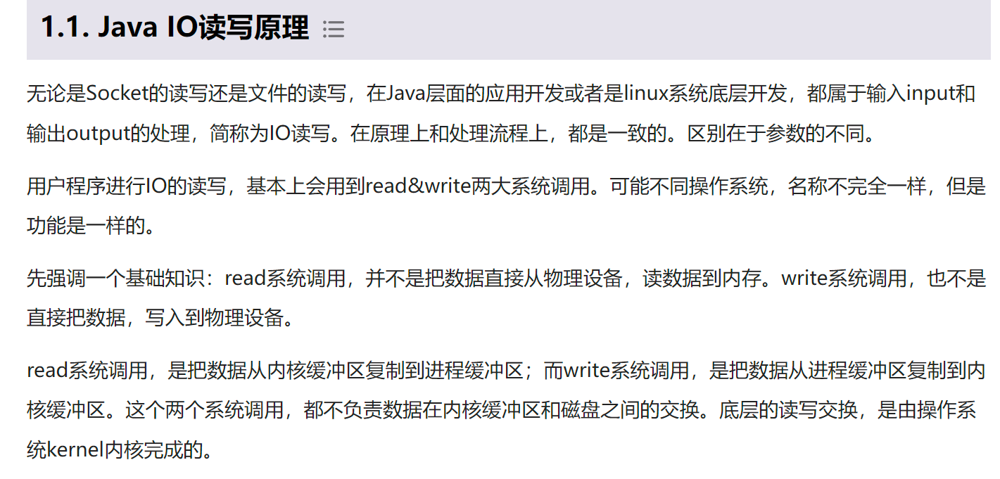 1.1. Java IO读写原理
无论是Socket的读写还是文件的读写，在Java层面的应用开发或者是linux系统底层开发，都属于输入input和
输出output的处理，简称为IO读写。在原理上和处理流程上，都是一致的。区别在于参数的不同。
用户程序进行IO的读写，基本上会用到read&write两大系统调用。可能不同操作系统，名称不完全一样，但是
功能是一样的。
先强调一个基础知识：read系统调用，并不是把数据直接从物理设备，读数据到内存。write系统调用，也不是
直接把数据，写入到物理设备。
read系统调用，是把数据从内核缓冲区复制到进程缓冲区；而write系统调用，是把数据从进程缓冲区复制到内
核缓冲区。这个两个系统调用，都不负责数据在内核缓冲区和磁盘之间的交换。底层的读写交换，是由操作系
统kernel内核完成的。